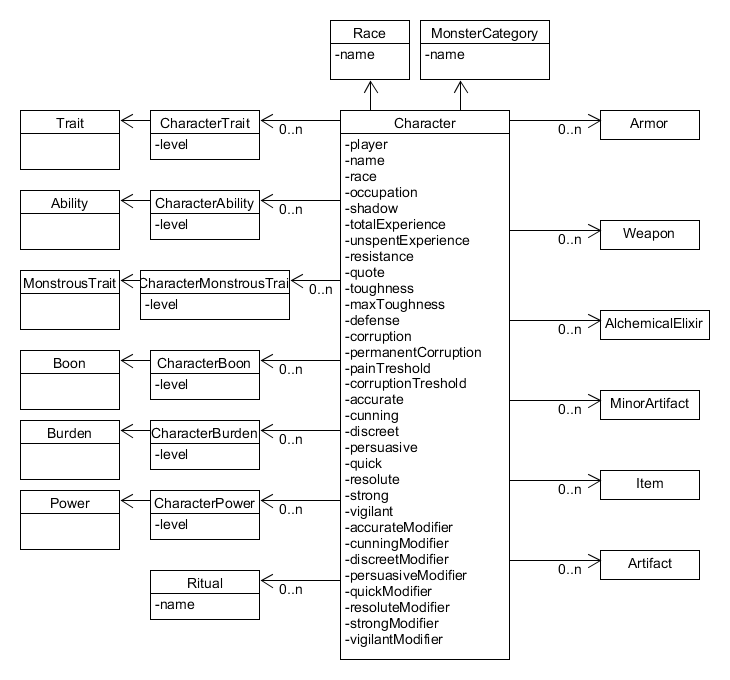 Race
-name
MonsterCategory
-name
Trait
CharacterTrait
-level
0..n
Ability
CharacterAbility
-level
0..n
MonstrousTrait
CharacterMonstrousTrai
-level
0..n
Boon
CharacterBoon
-level
0..n
Burden
CharacterBurden
-level
0..n
Power
CharacterPower
-level
0..n
Ritual
-name
0..n
Character
-player
-name
-race
-occupation
-shadow
-totalExperience
-unspentExperience
-resistance
-quote
-toughness
-maxToughness
-defense
-corruption
-permanentCorruption
-painTreshold
-corruptionTreshold
-accurate
-cunning
-discreet
-persuasive
-quick
-resolute
-strong
-vigilant
-accurateModifier
-cunningModifier
-discreetModifier
-persuasiveModifier
-quickModifier
-resoluteModifier
-strongModifier
-vigilantModifier
0..n
Armor
0..n
Weapon
0..n
AlchemicalElixir
0..n
MinorArtifact
0..n
Item
0..n
Artifact